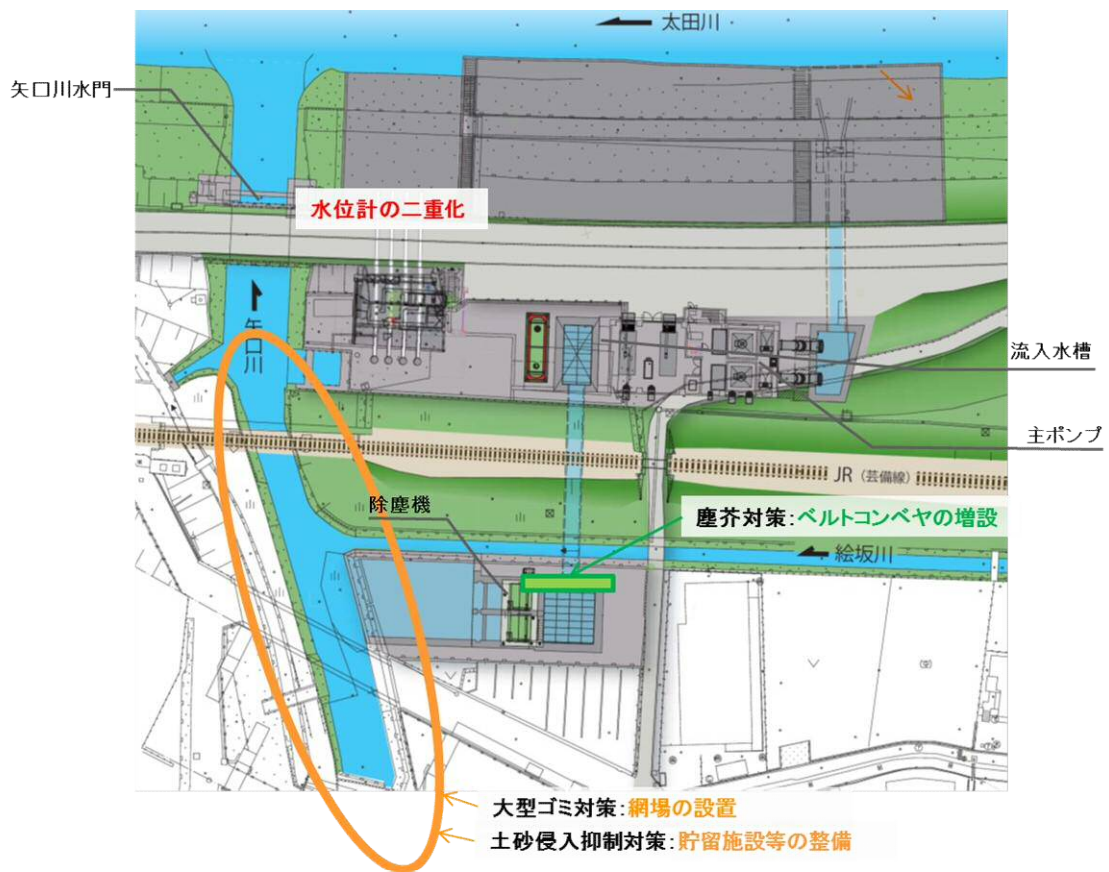 太田川
矢口川水門
水位計の二重化
矢口川
流入水槽
主ポンプ
JR（芸備線）
除塵機
塵芥対策：ベルトコンベヤの増設
絵坂川
大型ゴミ対策：網場の設置
土砂侵入抑制対策：貯留施設等の整備